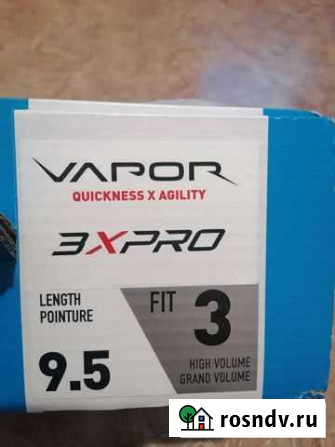 VAPOR
QUICKNESS X AGILITY
3XPRO
LENGTH
POINTURE
9.5
FIT
3
HIGH VOLUME
GRAND VOLUME
rosndv.ru